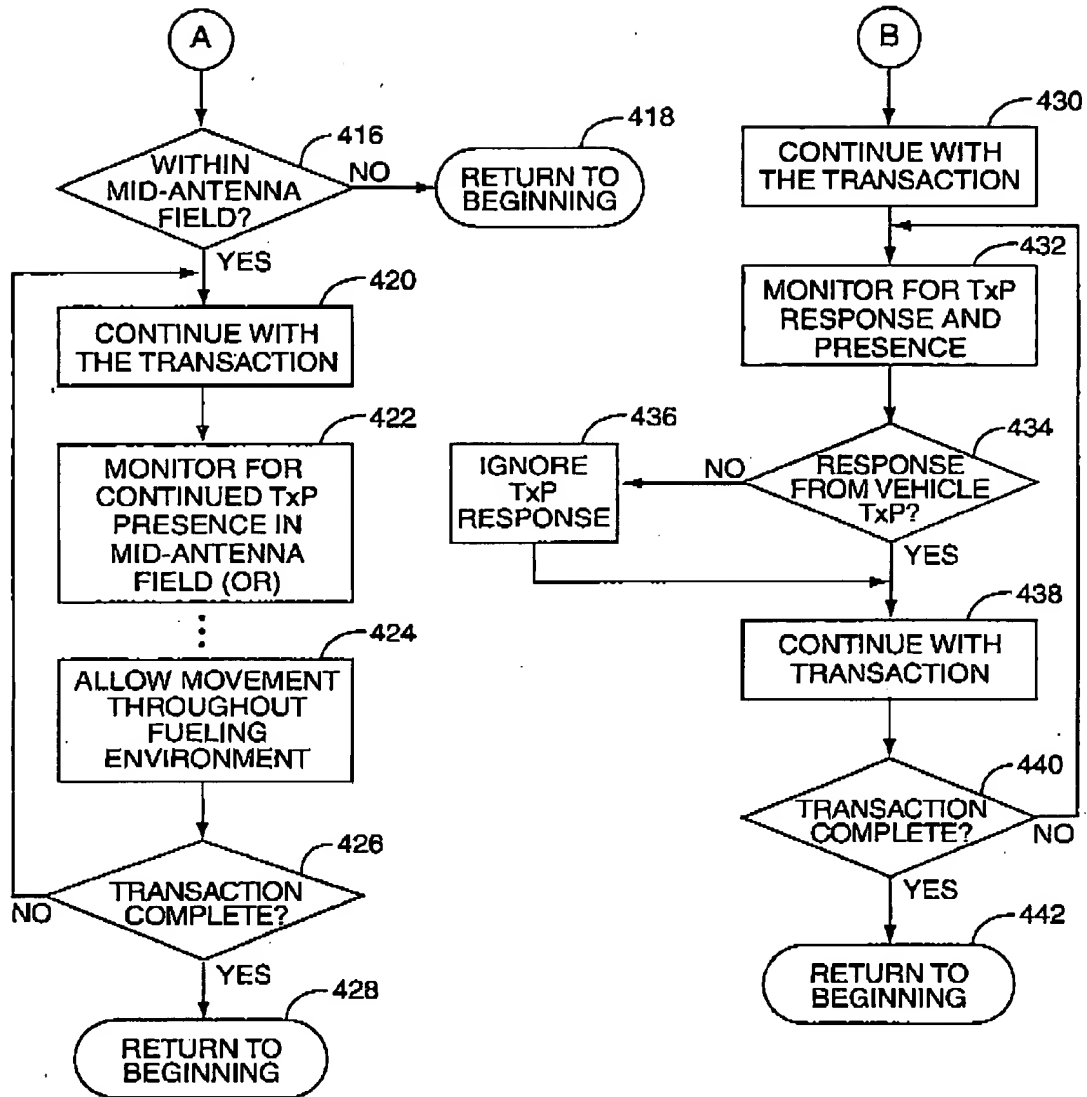 A
416
WITHIN
MID-ANTENNA
FIELD?
NO
418
RETURN TO
BEGINNING
YES
420
CONTINUE WITH
THE TRANSACTION
422
MONITOR FOR
CONTINUED TxP
PRESENCE IN
MID-ANTENNA
FIELD (OR)
424
ALLOW MOVEMENT
THROUGHOUT
FUELING
ENVIRONMENT
426
TRANSACTION
COMPLETE?
NO
YES
428
RETURN TO
BEGINNING
B
430
CONTINUE WITH
THE TRANSACTION
432
MONITOR FOR TxP
RESPONSE AND
PRESENCE
434
RESPONSE
FROM VEHICLE
TxP?
NO
436
IGNORE
TxP
RESPONSE
YES
438
CONTINUE WITH
TRANSACTION
440
TRANSACTION
COMPLETE?
NO
YES
442
RETURN TO
BEGINNING